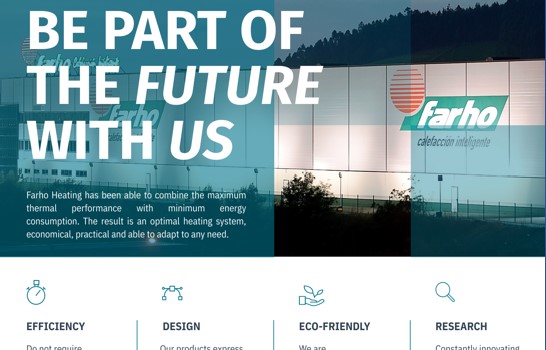 BE PART OF
THE FUTURE
WITH US
farho
calefacción inteligente
farho
Farho Heating has been able to combine the maximum
thermal performance with minimum energy
consumption. The result is an optimal heating system,
economical, practical and able to adapt to any need.
EFFICIENCY
DESIGN
ECO-FRIENDLY
RESEARCH
Do not require
Our products express
We are
Constantly innovating